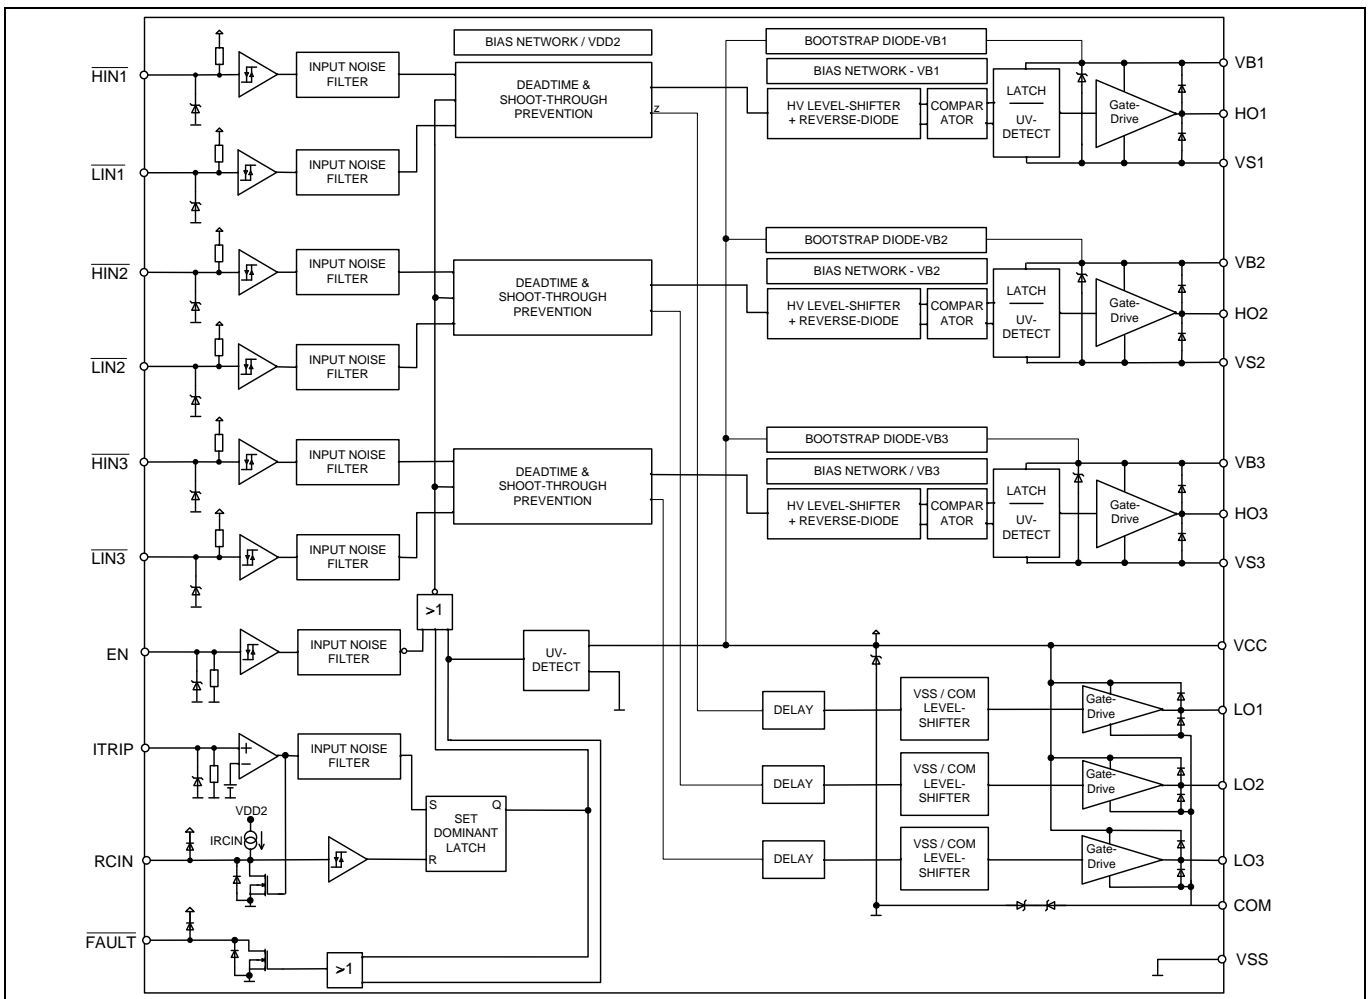 BIAS NETWORK / VDD2
BOOTSTRAP DIODE-VB1
HIN1
INPUT NOISE
FILTER
DEADTIME &
SHOOT-THROUGH
PREVENTION
Z
BIAS NETWORK - VB1
HV LEVEL-SHIFTER
+ REVERSE-DIODE
COMPAR
ATOR
LATCH
UV-
DETECT
Gate-
Drive
VB1
HO1
VS1
LIN1
INPUT NOISE
FILTER
BOOTSTRAP DIODE-VB2
HIN2
INPUT NOISE
FILTER
DEADTIME &
SHOOT-THROUGH
PREVENTION
BIAS NETWORK - VB2
HV LEVEL-SHIFTER
+ REVERSE-DIODE
COMPAR
ATOR
LATCH
UV-
DETECT
Gate-
Drive
VB2
HO2
VS2
LIN2
INPUT NOISE
FILTER
BOOTSTRAP DIODE-VB3
HIN3
INPUT NOISE
FILTER
DEADTIME &
SHOOT-THROUGH
PREVENTION
BIAS NETWORK / VB3
HV LEVEL-SHIFTER
+ REVERSE-DIODE
COMPAR
ATOR
LATCH
UV-
DETECT
Gate-
Drive
VB3
HO3
VS3
LIN3
INPUT NOISE
FILTER
>1
EN
INPUT NOISE
FILTER
UV-
DETECT
VCC
DELAY
VSS / COM
LEVEL-
SHIFTER
Gate-
Drive
LO1
ITRIP
INPUT NOISE
FILTER
DELAY
VSS / COM
LEVEL-
SHIFTER
Gate-
Drive
LO2
VDD2
IRCIN
RCIN
S
Q
R
SET
DOMINANT
LATCH
DELAY
VSS / COM
LEVEL-
SHIFTER
Gate-
Drive
LO3
COM
FAULT
>1
VSS